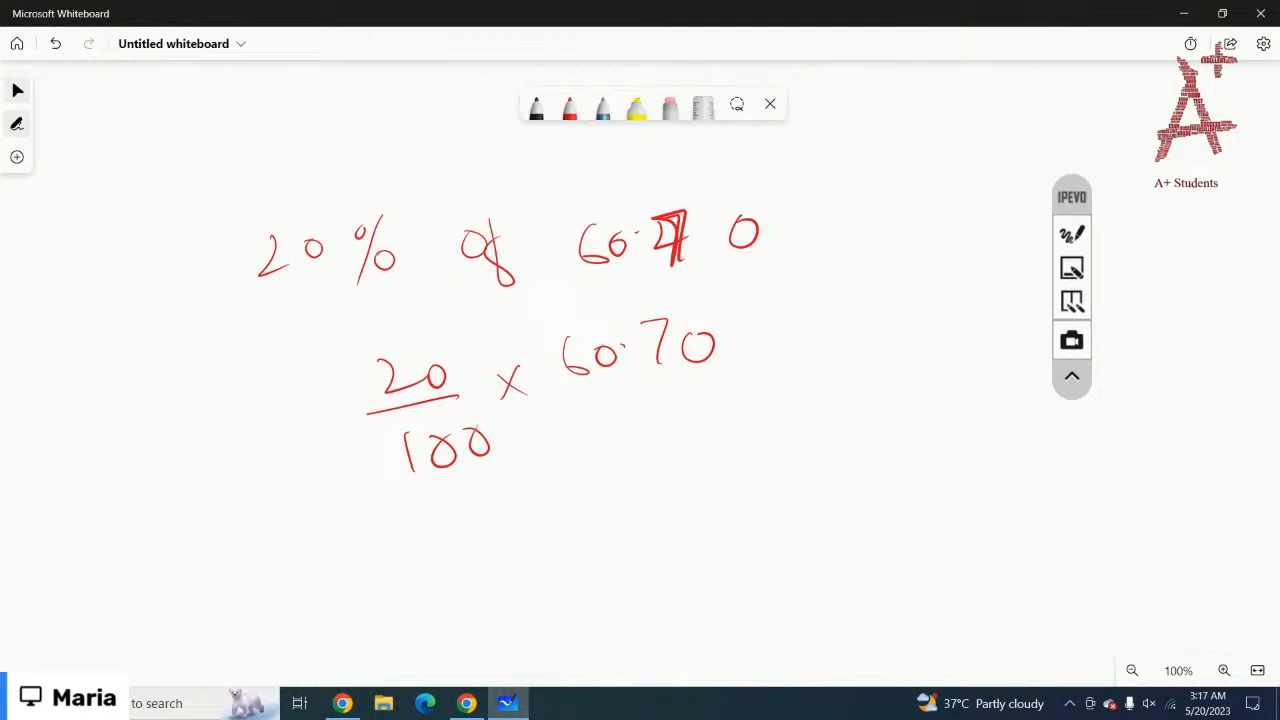 Microsoft Whiteboard
Untitled whiteboard
A+ Students
IPEVO
20% of 60.70
20
100
× 60.70
100%
Maria
to search
37°C Partly cloudy
3:17 AM
5/20/2023